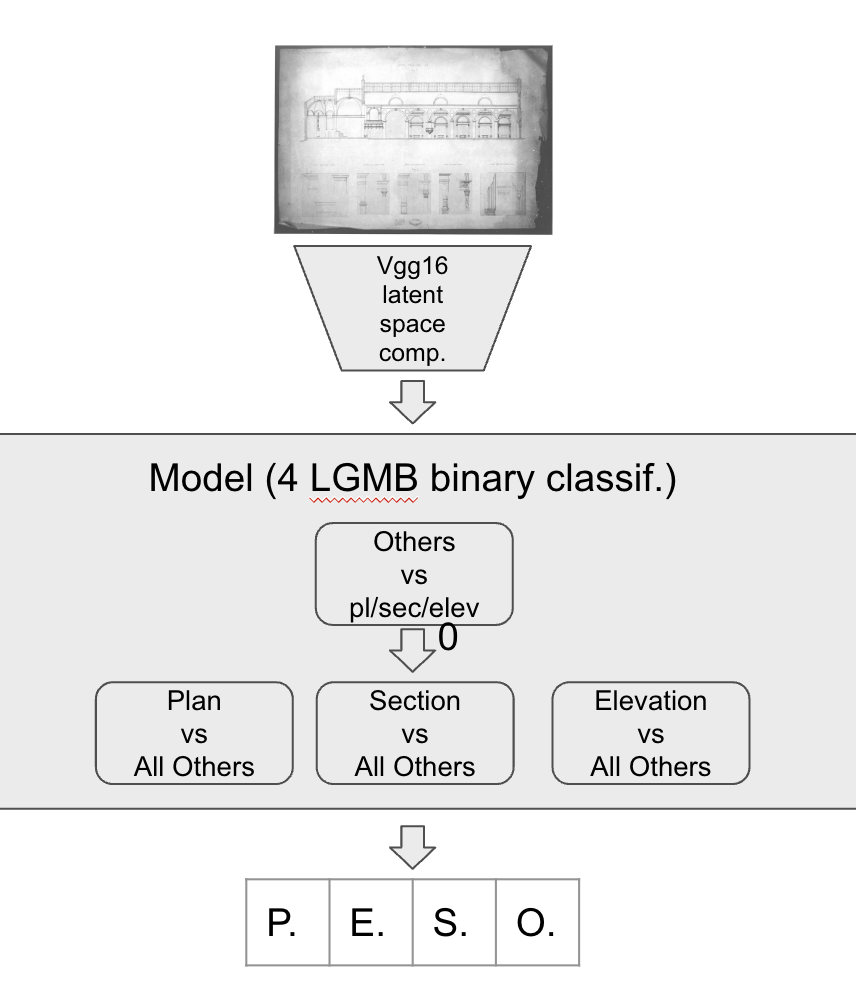 Vgg16
latent
space
comp.
Model (4 LGMB binary classif.)
Others
vs
pl/sec/elev
0
Plan
vs
All Others
Section
vs
All Others
Elevation
vs
All Others
P.
E.
S.
O.